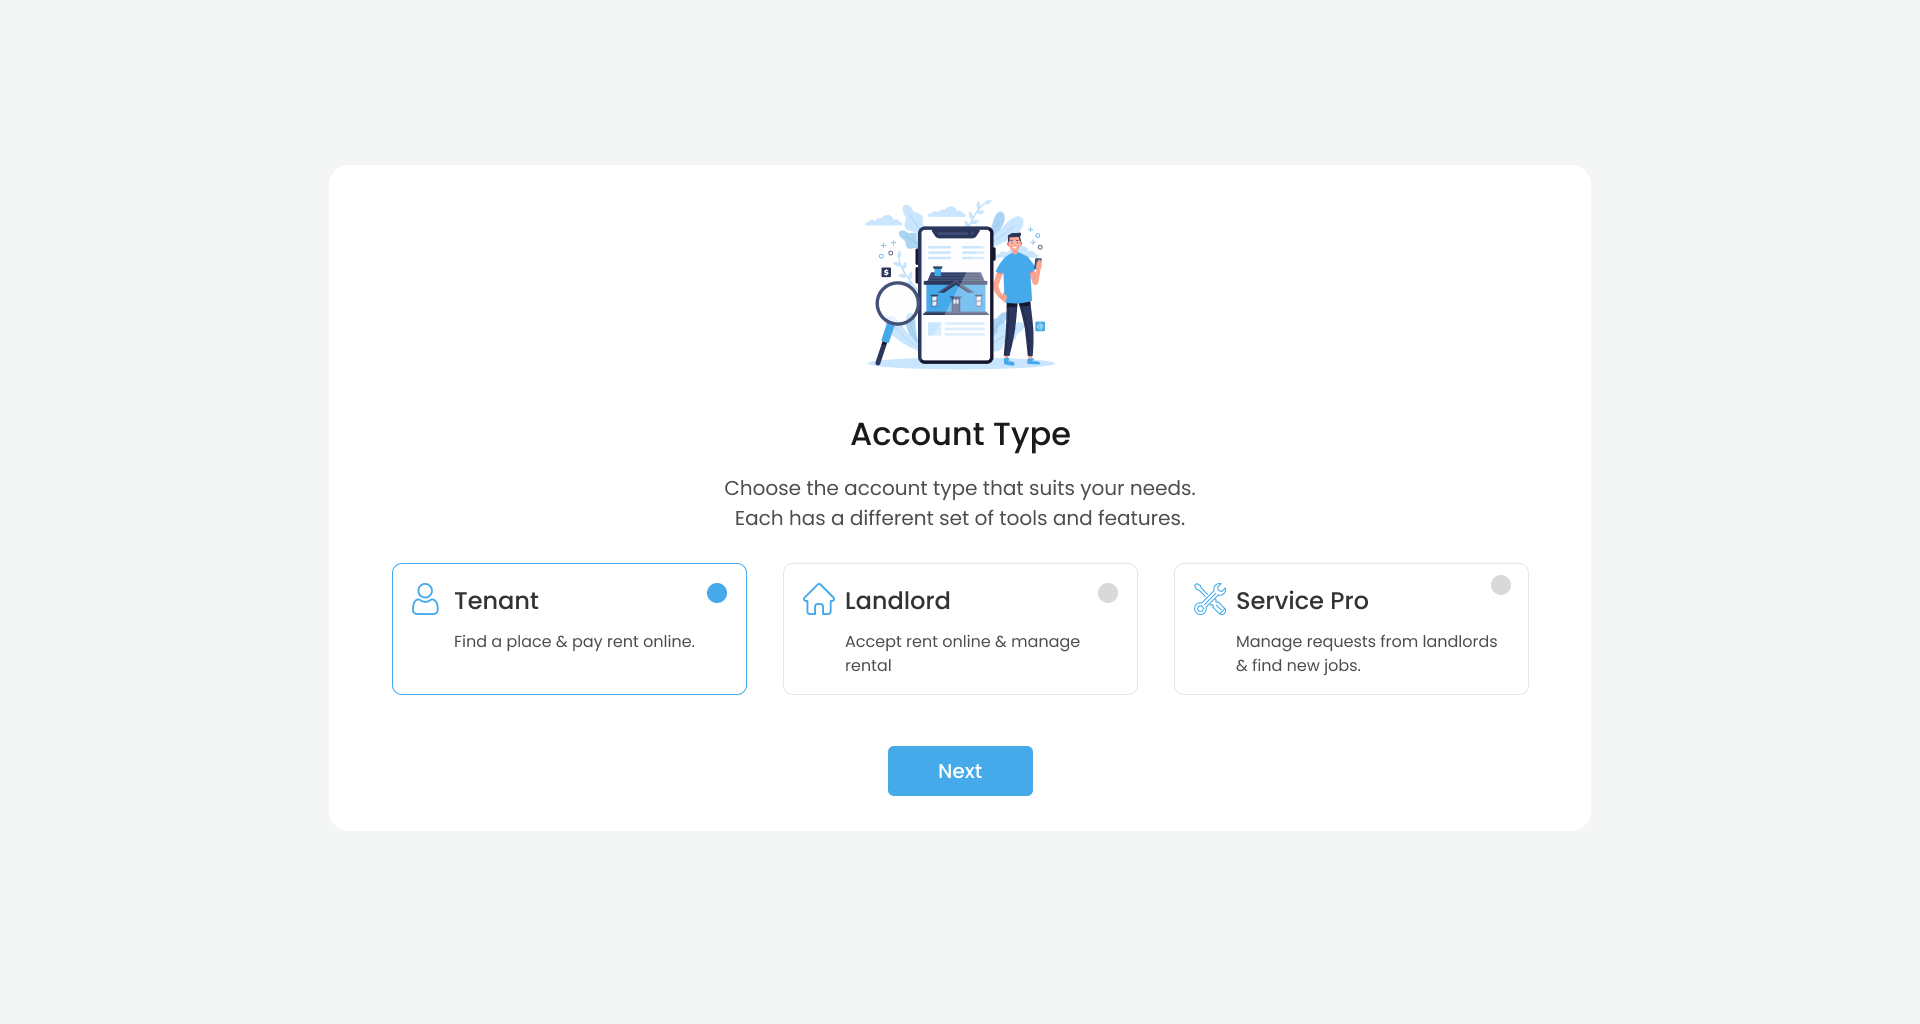 Account Type
Choose the account type that suits your needs.
Each has a different set of tools and features.
Tenant
Find a place & pay rent online.
Landlord
Accept rent online & manage
rental
Service Pro
Manage requests from landlords
& find new jobs.
Next